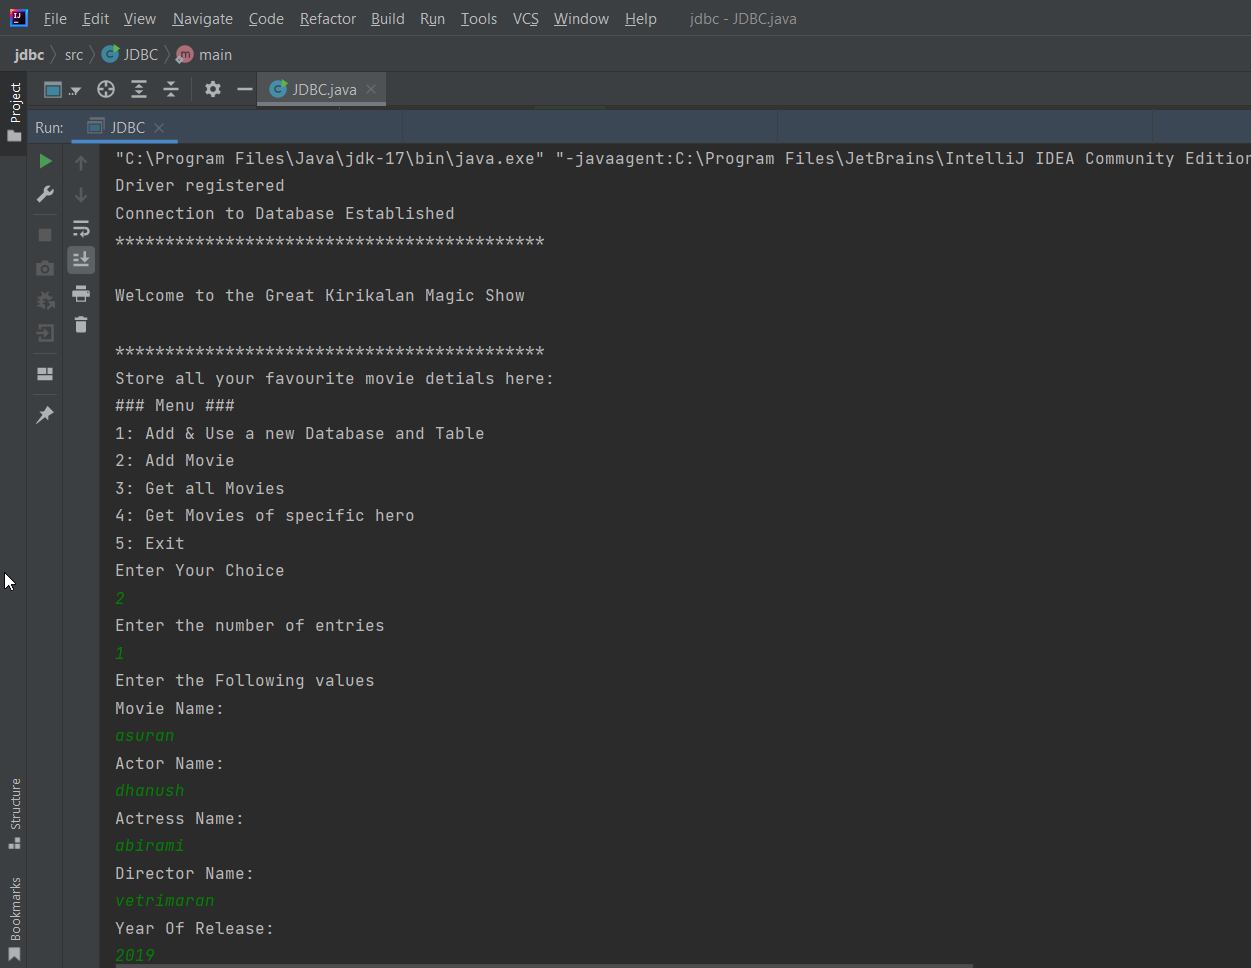 File Edit View Navigate Code Refactor Build Run Tools VCS Window Help jdbc - JDBC.java
jdbc src JDBC main
Project
JDBC.java
Run: JDBC
"C:\Program Files\Java\jdk-17\bin\java.exe" "-javaagent:C:\Program Files\JetBrains\IntelliJ IDEA Community Edition
Driver registered
Connection to Database Established
*******************************************
Welcome to the Great Kirikalan Magic Show
*******************************************
Store all your favourite movie detials here:
### Menu ###
1: Add & Use a new Database and Table
2: Add Movie
3: Get all Movies
4: Get Movies of specific hero
5: Exit
Enter Your Choice
2
Enter the number of entries
1
Enter the Following values
Movie Name:
asuran
Actor Name:
dhanush
Actress Name:
abirami
Director Name:
vetrimaran
Year Of Release:
2019
Structure
Bookmarks